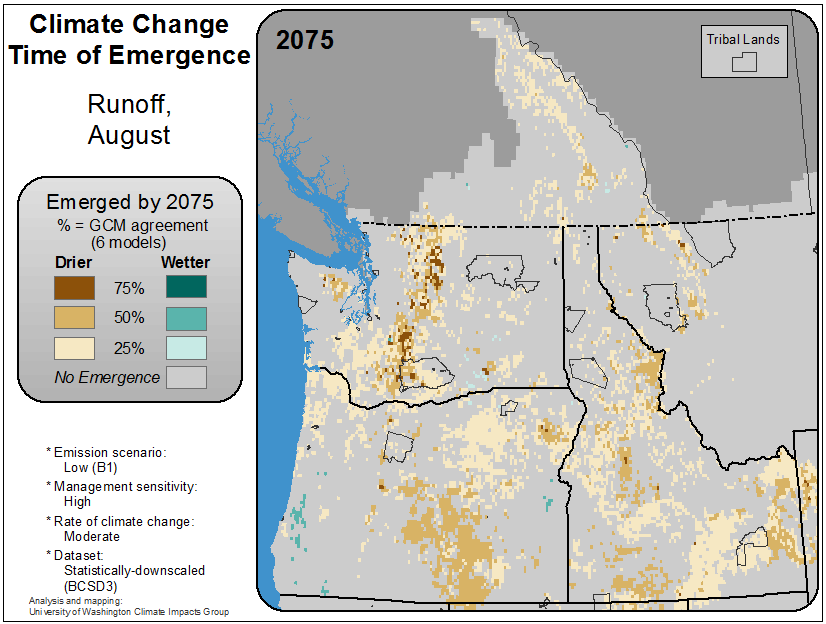 Climate Change
Time of Emergence
Runoff,
August
Emerged by 2075
% = GCM agreement
(6 models)
Drier Wetter
75%
50%
25%
No Emergence
* Emission scenario:
Low (B1)
* Management sensitivity:
High
* Rate of climate change:
Moderate
* Dataset:
Statistically-downscaled
(BCSD3)
Analysis and mapping:
University of Washington Climate Impacts Group
2075
Tribal Lands